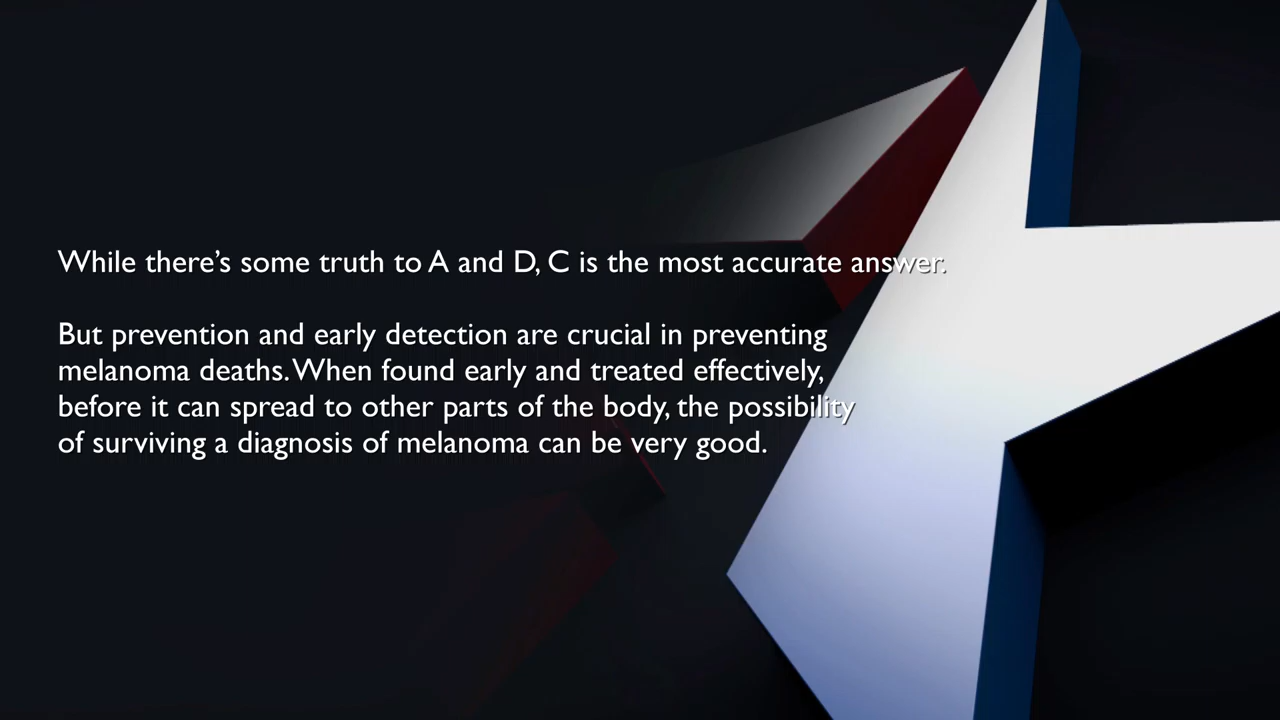 While there's some truth to A and D, C is the most accurate answer.
But prevention and early detection are crucial in preventing
melanoma deaths. When found early and treated effectively,
before it can spread to other parts of the body, the possibility
of surviving a diagnosis of melanoma can be very good.